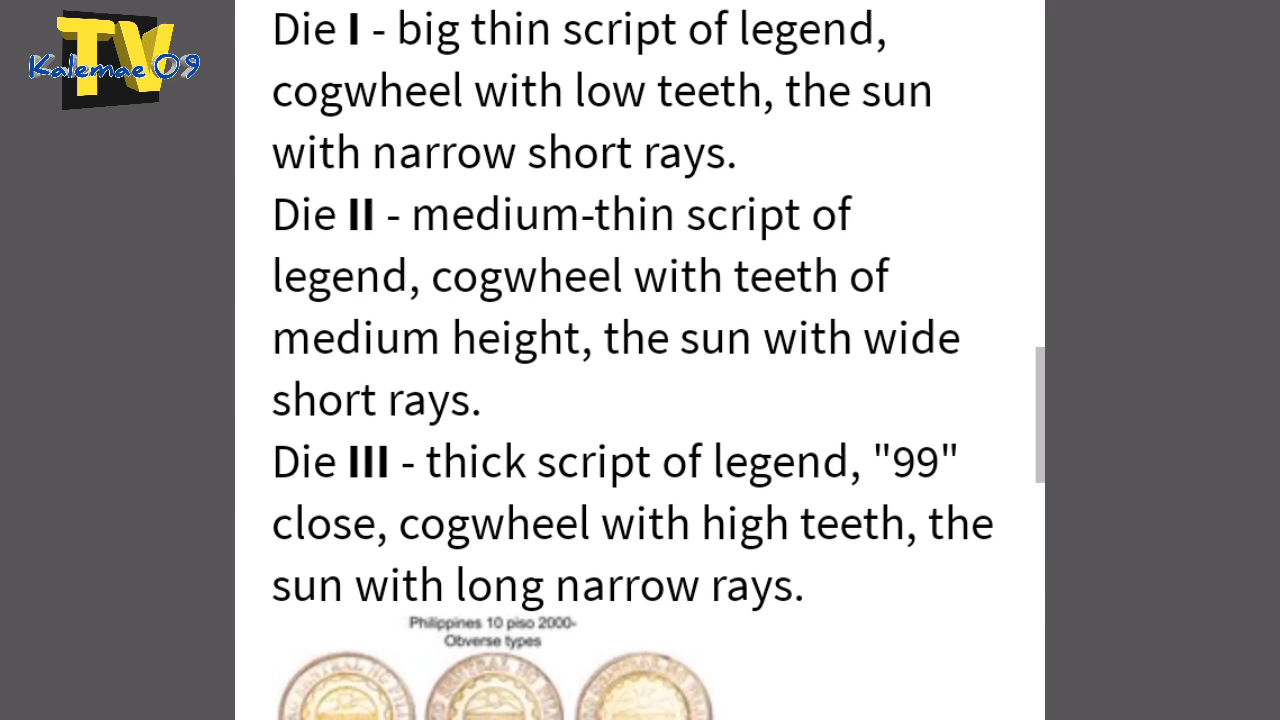 TV
Kalemae 09
Die I - big thin script of legend,
cogwheel with low teeth, the sun
with narrow short rays.
Die II - medium-thin script of
legend, cogwheel with teeth of
medium height, the sun with wide
short rays.
Die III - thick script of legend, "99"
close, cogwheel with high teeth, the
sun with long narrow rays.
Philippines 10 piso 2000-
Obverse types